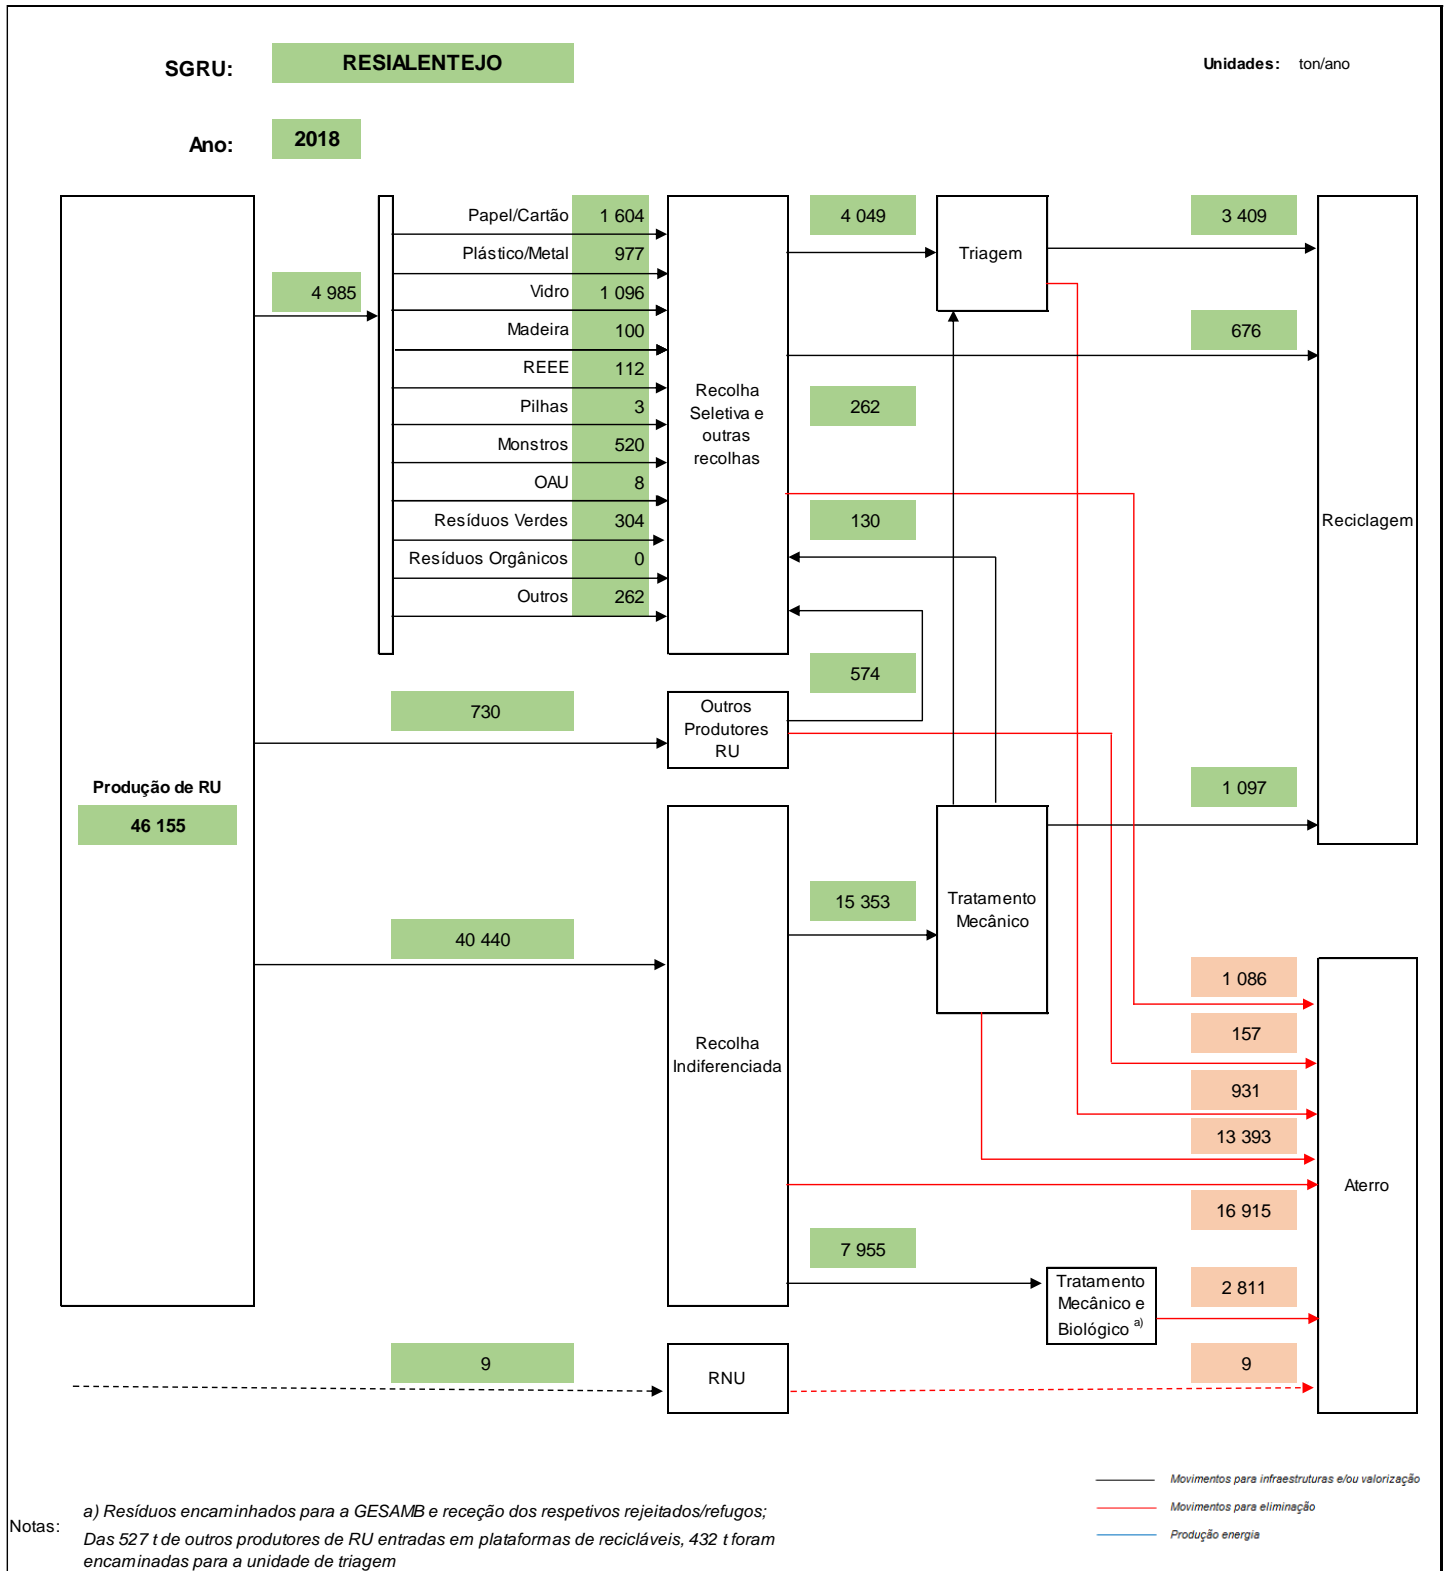 SGRU:
RESIALENTEJO
Unidades: ton/ano
Ano:
2018
Papel/Cartão 1 604
Plástico/Metal 977
Vidro 1 096
Madeira 100
REEE 112
Pilhas 3
Monstros 520
OAU 8
Resíduos Verdes 304
Resíduos Orgânicos 0
Outros 262
4 985
Recolha
Seletiva e
outras
recolhas
4 049
Triagem
3 409
676
262
130
574
Reciclagem
730
Outros
Produtores
RU
Produção de RU
46 155
1 097
15 353
Tratamento
Mecânico
40 440
Recolha
Indiferenciada
1 086
157
931
13 393
16 915
Aterro
7 955
Tratamento
Mecânico e
Biológico a)
2 811
9
RNU
9
Movimentos para infraestruturas e/ou valorização
Movimentos para eliminação
Produção energia
Notas:
a) Resíduos encaminhados para a GESAMB e receção dos respetivos rejeitados/refugos;
Das 527 t de outros produtores de RU entradas em plataformas de recicláveis, 432 t foram
encaminadas para a unidade de triagem